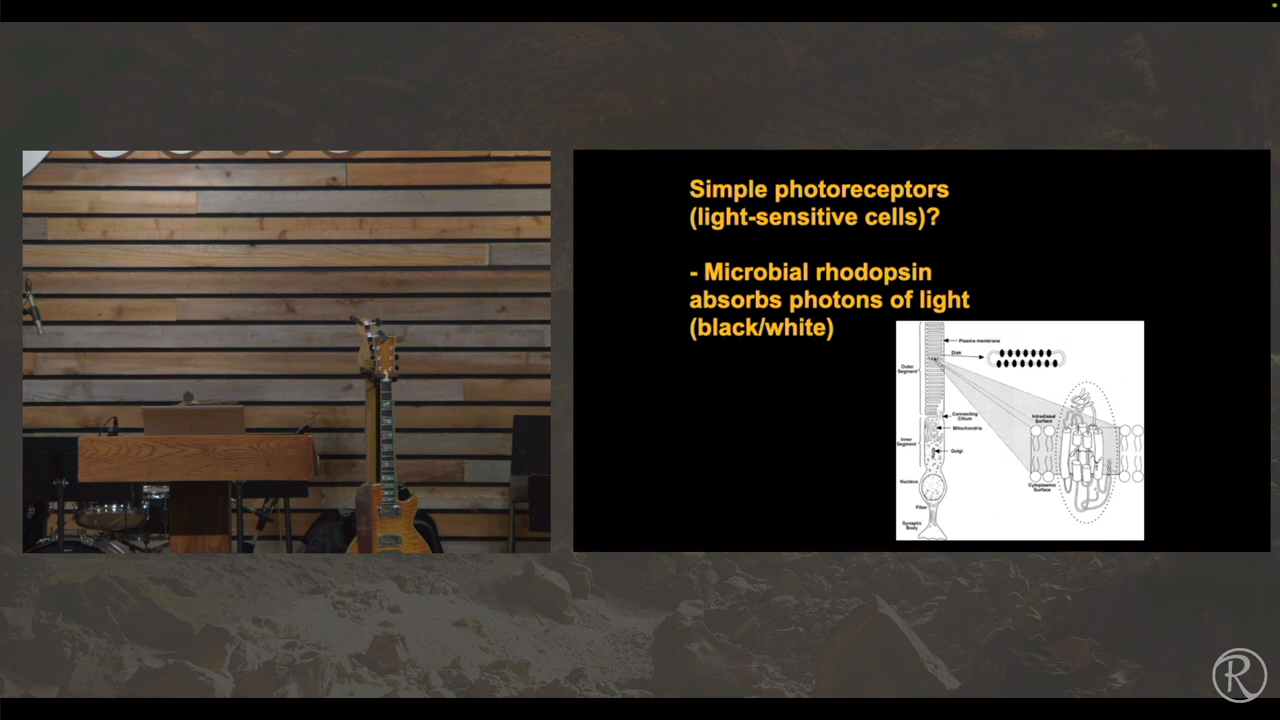 Simple photoreceptors
(light-sensitive cells)?
- Microbial rhodopsin
absorbs photons of light
(black/white)
Plasma membrane
Disk
Outer
Segment
Connecting
Cilium
Mitochondria
Inner
Segment
Golgi
Nucleus
Fiber
Synaptic
Body
Intradiskal
Surface
Cytoplasmic
Surface
R